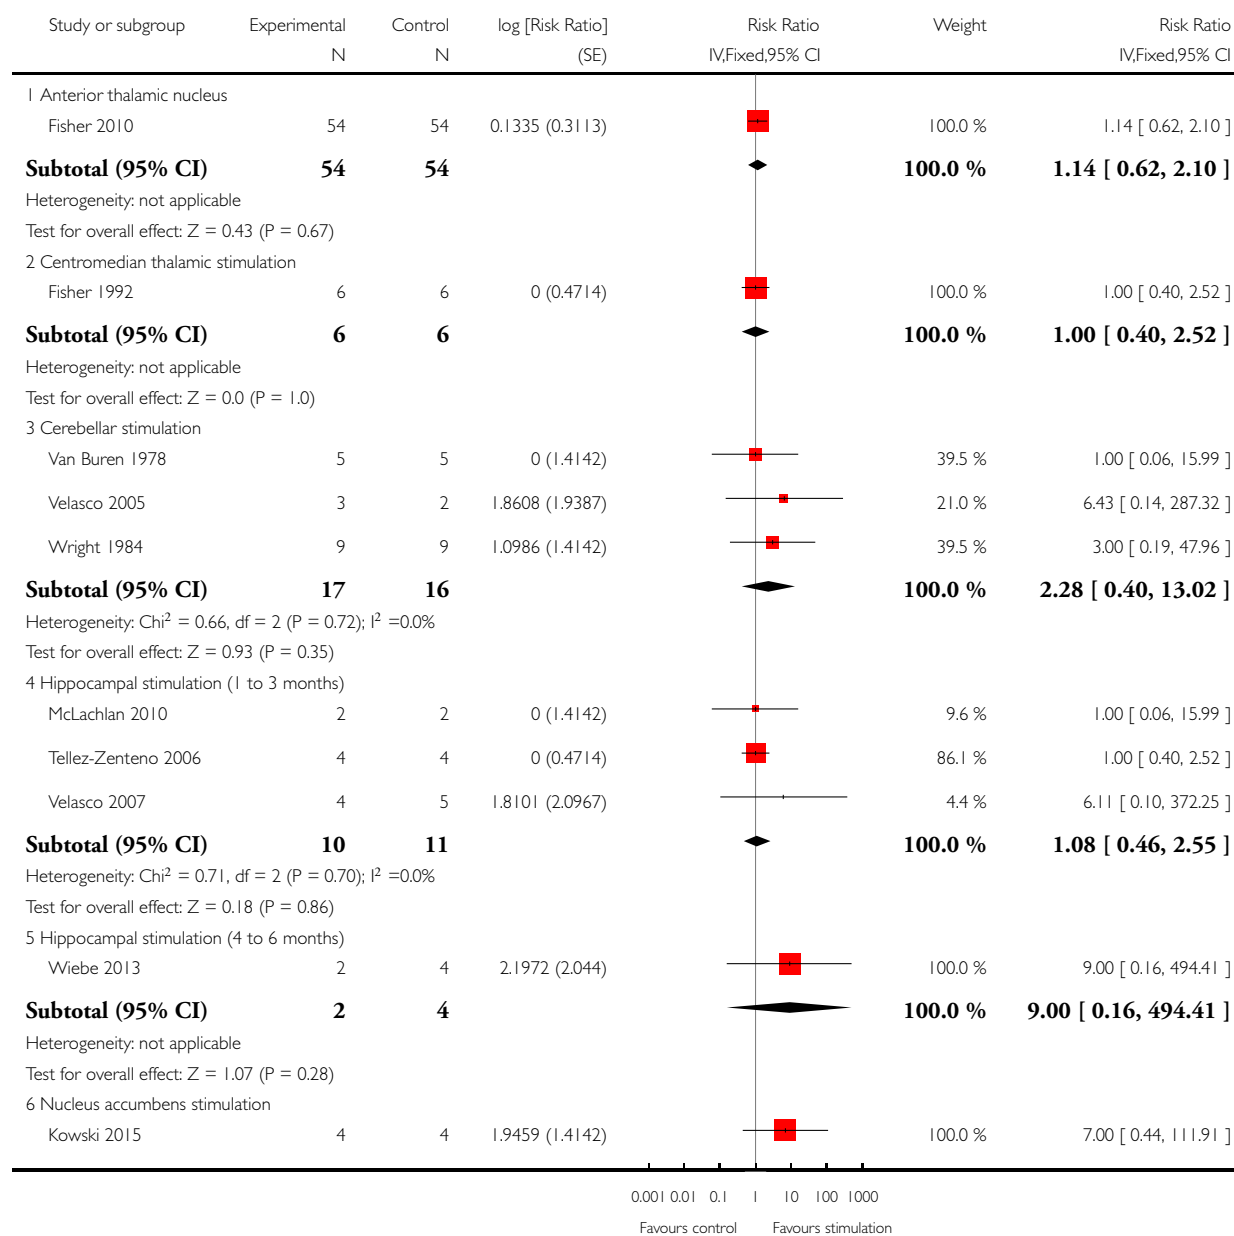 Study or subgroup Experimental Control log [Risk Ratio] Risk Ratio Weight Risk Ratio
N N (SE) IV,Fixed,95% CI IV,Fixed,95% CI
1 Anterior thalamic nucleus
Fisher 2010 54 54 0.1335 (0.3113) 100.0 % 1.14 [ 0.62, 2.10 ]
Subtotal (95% CI) 54 54 100.0 % 1.14 [ 0.62, 2.10 ]
Heterogeneity: not applicable
Test for overall effect: Z = 0.43 (P = 0.67)
2 Centromedian thalamic stimulation
Fisher 1992 6 6 0 (0.4714) 100.0 % 1.00 [ 0.40, 2.52 ]
Subtotal (95% CI) 6 6 100.0 % 1.00 [ 0.40, 2.52 ]
Heterogeneity: not applicable
Test for overall effect: Z = 0.0 (P = 1.0)
3 Cerebellar stimulation
Van Buren 1978 5 5 0 (1.4142) 39.5 % 1.00 [ 0.06, 15.99 ]
Velasco 2005 3 2 1.8608 (1.9387) 21.0 % 6.43 [ 0.14, 287.32 ]
Wright 1984 9 9 1.0986 (1.4142) 39.5 % 3.00 [ 0.19, 47.96 ]
Subtotal (95% CI) 17 16 100.0 % 2.28 [ 0.40, 13.02 ]
Heterogeneity: Chi² = 0.66, df = 2 (P = 0.72); I² =0.0%
Test for overall effect: Z = 0.93 (P = 0.35)
4 Hippocampal stimulation (1 to 3 months)
McLachlan 2010 2 2 0 (1.4142) 9.6 % 1.00 [ 0.06, 15.99 ]
Tellez-Zenteno 2006 4 4 0 (0.4714) 86.1 % 1.00 [ 0.40, 2.52 ]
Velasco 2007 4 5 1.8101 (2.0967) 4.4 % 6.11 [ 0.10, 372.25 ]
Subtotal (95% CI) 10 11 100.0 % 1.08 [ 0.46, 2.55 ]
Heterogeneity: Chi² = 0.71, df = 2 (P = 0.70); I² =0.0%
Test for overall effect: Z = 0.18 (P = 0.86)
5 Hippocampal stimulation (4 to 6 months)
Wiebe 2013 2 4 2.1972 (2.044) 100.0 % 9.00 [ 0.16, 494.41 ]
Subtotal (95% CI) 2 4 100.0 % 9.00 [ 0.16, 494.41 ]
Heterogeneity: not applicable
Test for overall effect: Z = 1.07 (P = 0.28)
6 Nucleus accumbens stimulation
Kowski 2015 4 4 1.9459 (1.4142) 100.0 % 7.00 [ 0.44, 111.91 ]
0.001 0.01 0.1 1 10 100 1000
Favours control Favours stimulation